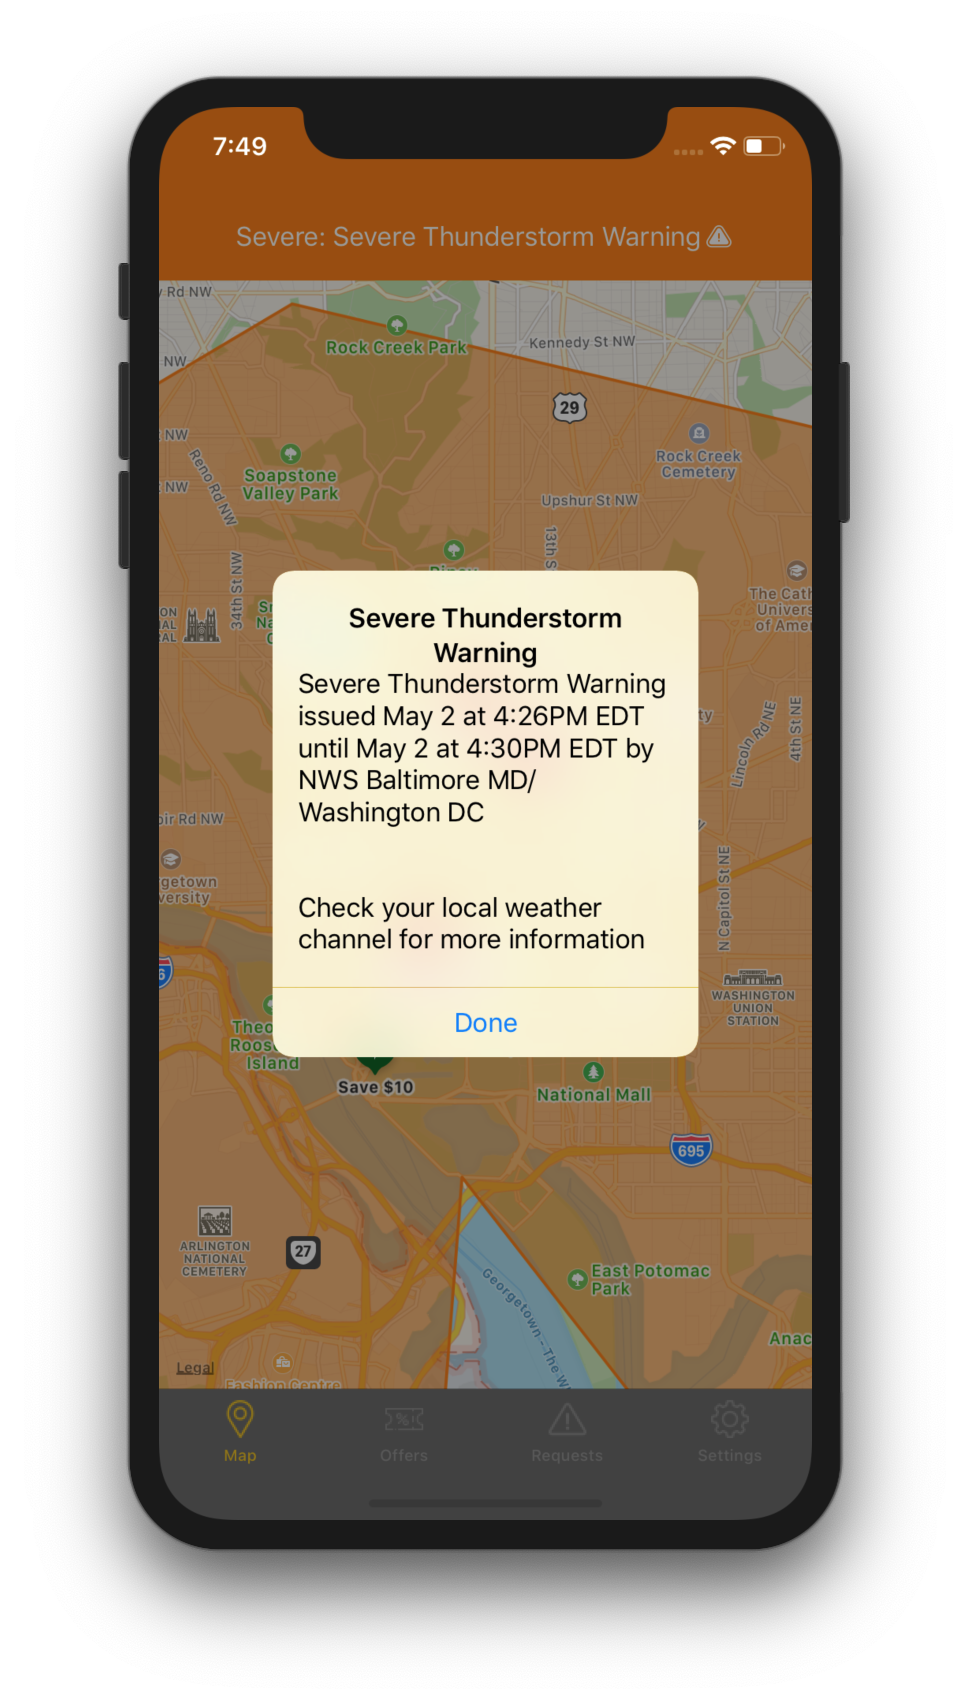 7:49
Severe: Severe Thunderstorm Warning
Rd NW
Rock Creek Park
Kennedy St NW
NW
29
NW
Rock Creek
Cemetery
Reno Rd NW
Soapstone
Valley Park
NW
Upshur St NW
13th S
34th St NW
The Cath
Univers
of Amer
Severe Thunderstorm
Warning
Severe Thunderstorm Warning
issued May 2 at 4:26PM EDT
until May 2 at 4:30PM EDT by
NWS Baltimore MD/
Washington DC
Check your local weather
channel for more information
Done
ty
Lincoln Rd NE
4th St NE
oir Rd NW
getown
versity
N Capitol St NE
6
WASHINGTON
UNION
STATION
Theo
Roos
Island
Save $10
National Mall
695
ARLINGTON
NATIONAL
CEMETERY
27
East Potomac
Park
Georgetown - The W
Anac
Legal
Fashion Centre
Map
Offers
Requests
Settings